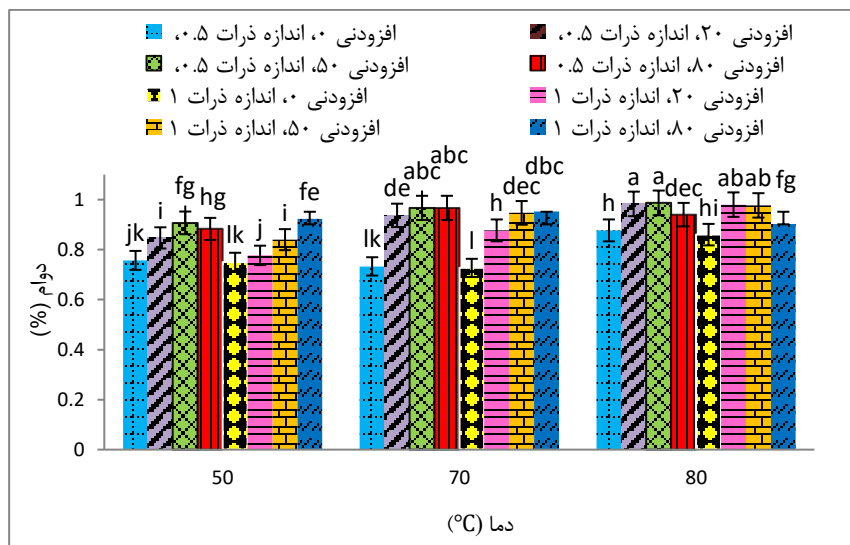 افزودنی ۰، اندازه ذرات ۰.۵،
افزودنی ۲۰، اندازه ذرات ۰.۵،
افزودنی ۵۰، اندازه ذرات ۰.۵،
افزودنی ۸۰، اندازه ذرات ۰.۵
افزودنی ۰، اندازه ذرات ۱
افزودنی ۲۰، اندازه ذرات ۱
افزودنی ۵۰، اندازه ذرات ۱
افزودنی ۸۰، اندازه ذرات ۱
دوام (%)
1
0.8
0.6
0.4
0.2
0
jk i fg hg lk j i fe
lk de abc abc l h dec dbc
h a a dec hi ab ab fg
50 70 80
دما (°C)